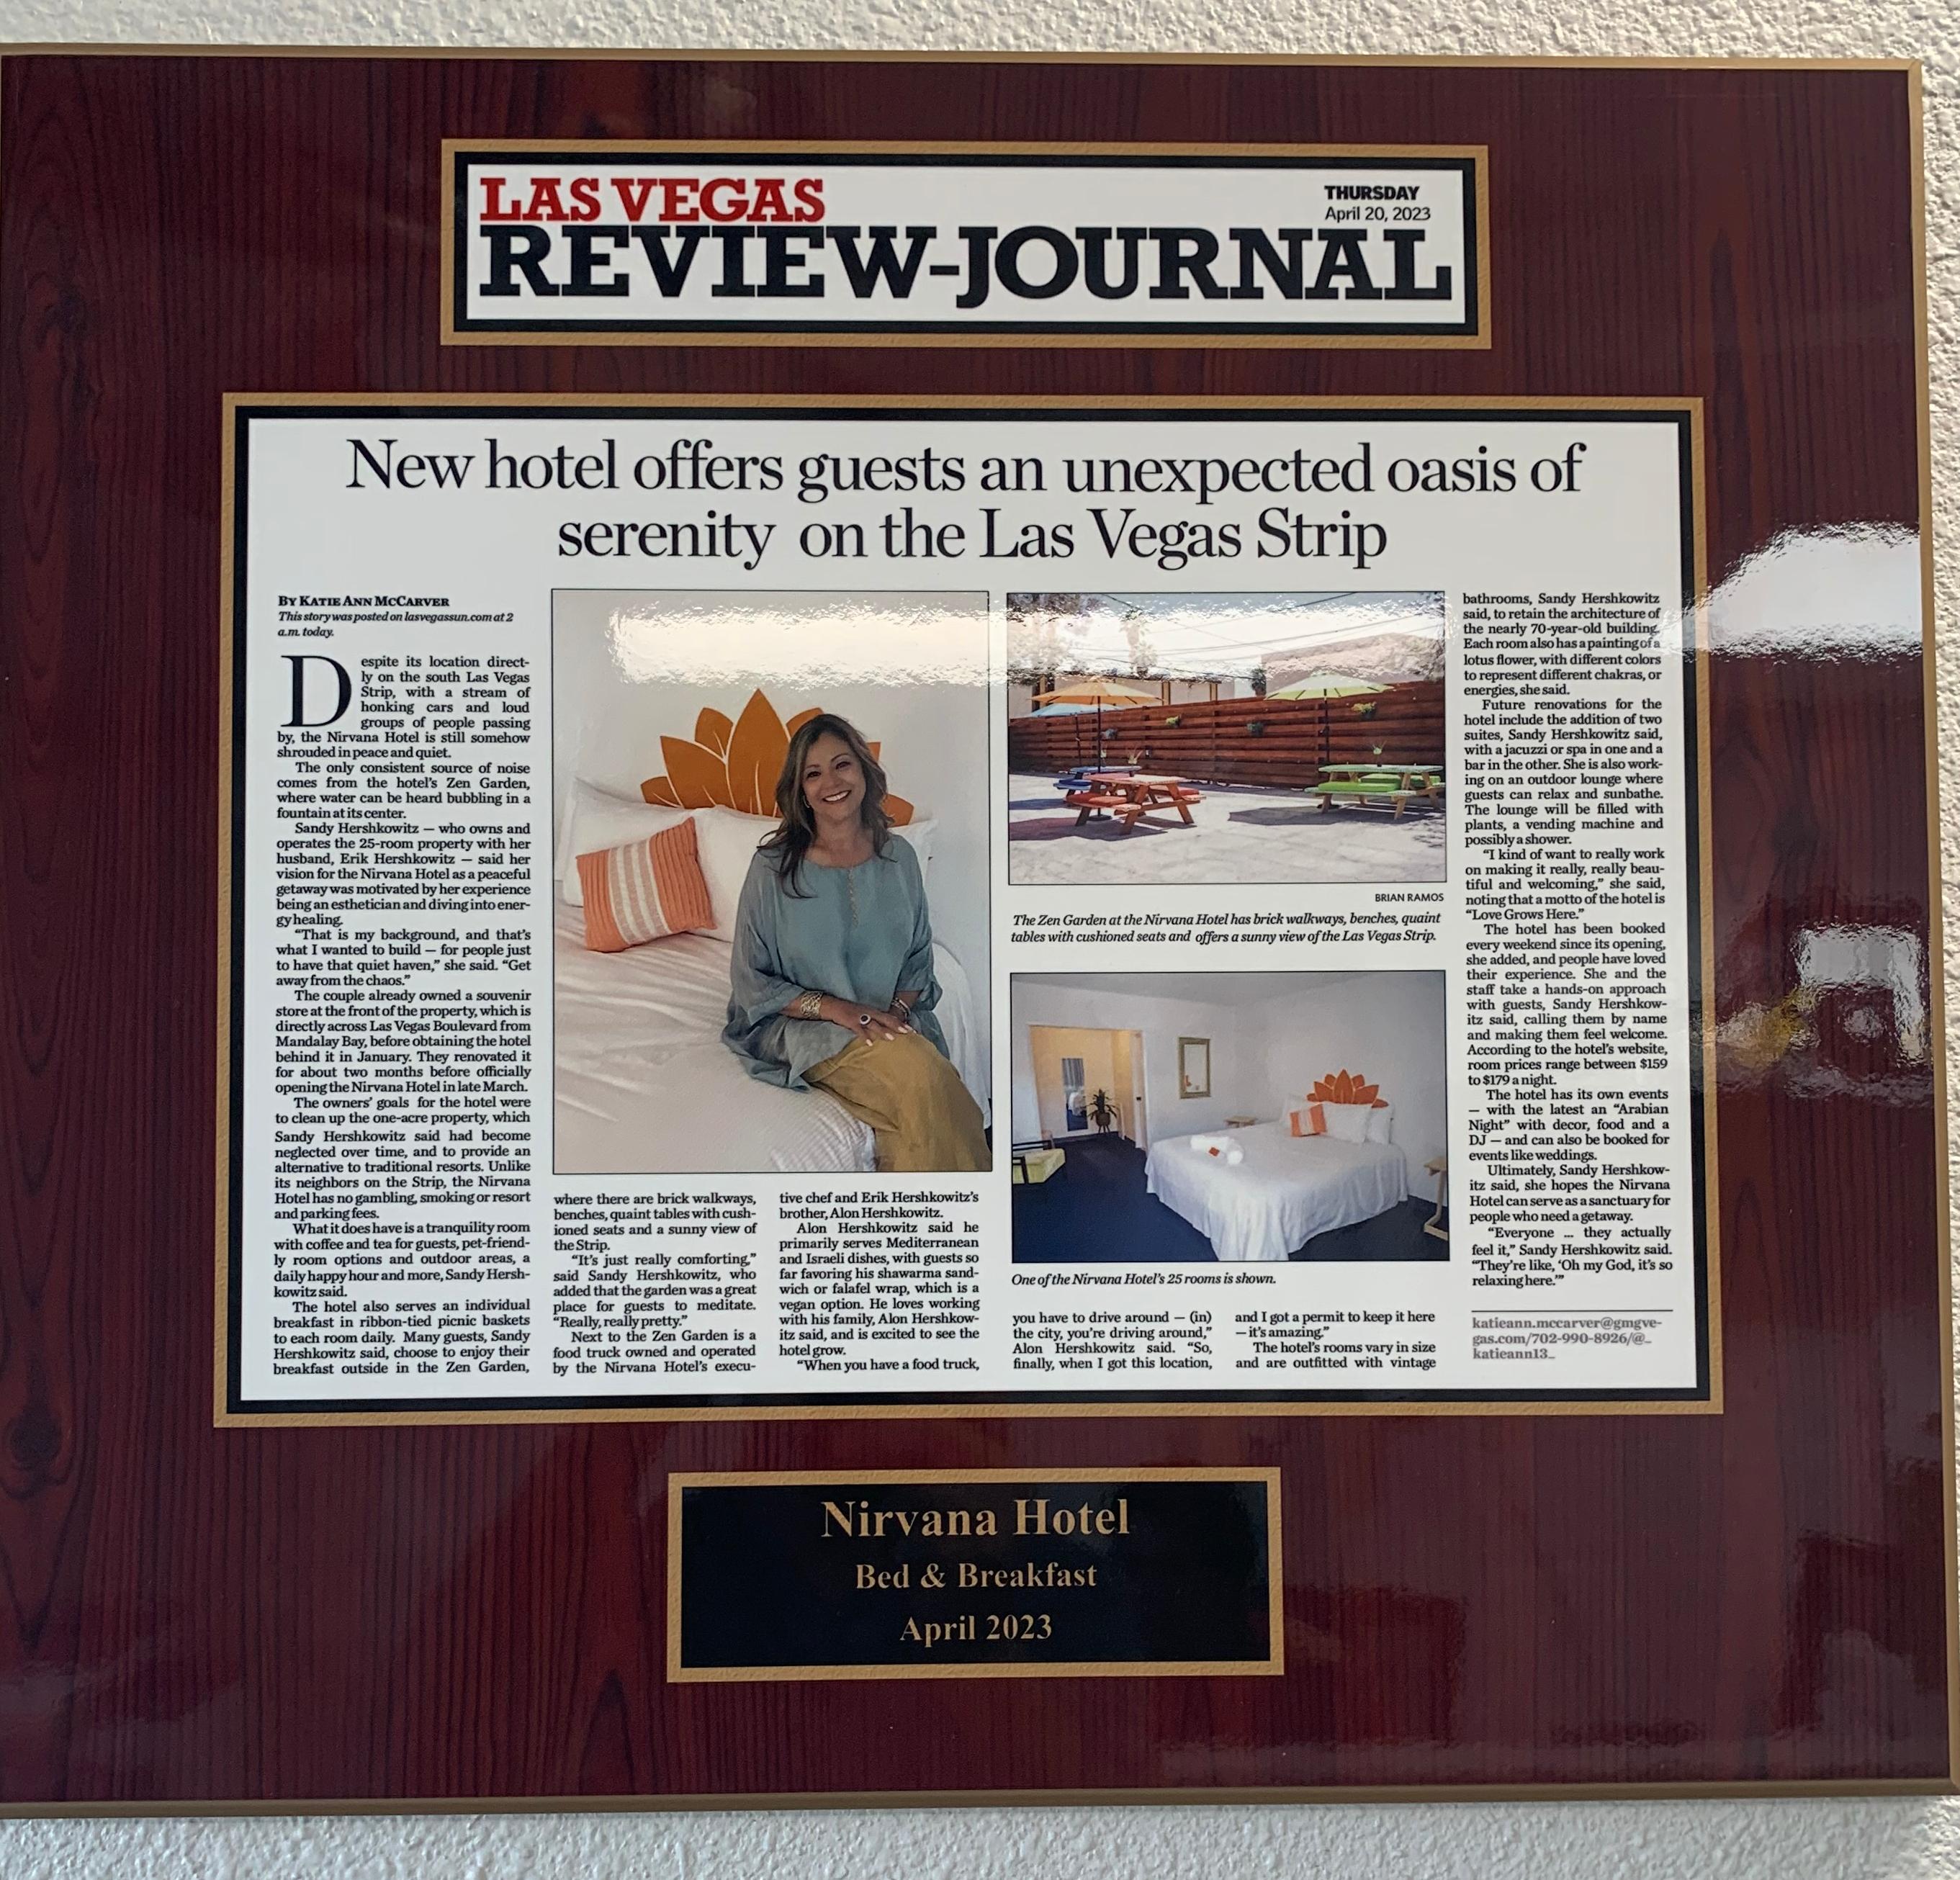 LAS VEGAS
THURSDAY
April 20, 2023
REVIEW-JOURNAL
New hotel offers guests an unexpected oasis of
serenity on the Las Vegas Strip
BY KATIE ANN MCCARVER
This story was posted on lasvegassun.com at 2
a.m. today.
Despite its location direct-
ly on the south Las Vegas
Strip, with a stream of
honking cars and loud
groups of people passing
by, the Nirvana Hotel is still somehow
shrouded in peace and quiet.
The only consistent source of noise
comes from the hotel's Zen Garden,
where water can be heard bubbling in a
fountain at its center.
Sandy Hershkowitz — who owns and
operates the 25-room property with her
husband, Erik Hershkowitz — said her
vision for the Nirvana Hotel as a peaceful
getaway was motivated by her experience
being an esthetician and diving into ener-
gy healing.
"That is my background, and that's
what I wanted to build — for people just
to have that quiet haven," she said. "Get
away from the chaos."
The couple already owned a souvenir
store at the front of the property, which is
directly across Las Vegas Boulevard from
Mandalay Bay, before obtaining the hotel
behind it in January. They renovated it
for about two months before officially
opening the Nirvana Hotel in late March.
The owners' goals for the hotel were
to clean up the one-acre property, which
Sandy Hershkowitz said had become
neglected over time, and to provide an
alternative to traditional resorts. Unlike
its neighbors on the Strip, the Nirvana
Hotel has no gambling, smoking or resort
and parking fees.
What it does have is a tranquility room
with coffee and tea for guests, pet-friend-
ly room options and outdoor areas, a
daily happy hour and more, Sandy Hersh-
kowitz said.
The hotel also serves an individual
breakfast in ribbon-tied picnic baskets
to each room daily. Many guests, Sandy
Hershkowitz said, choose to enjoy their
breakfast outside in the Zen Garden,
where there are brick walkways,
benches, quaint tables with cush-
ioned seats and a sunny view of
the Strip.
"It's just really comforting,"
said Sandy Hershkowitz, who
added that the garden was a great
place for guests to meditate.
"Really, really pretty."
Next to the Zen Garden is a
food truck owned and operated
by the Nirvana Hotel's execu-
tive chef and Erik Hershkowitz's
brother, Alon Hershkowitz.
Alon Hershkowitz said he
primarily serves Mediterranean
and Israeli dishes, with guests so
far favoring his shawarma sand-
wich or falafel wrap, which is a
vegan option. He loves working
with his family, Alon Hershkow-
itz said, and is excited to see the
hotel grow.
"When you have a food truck,
BRIAN RAMOS
The Zen Garden at the Nirvana Hotel has brick walkways, benches, quaint
tables with cushioned seats and offers a sunny view of the Las Vegas Strip.
One of the Nirvana Hotel's 25 rooms is shown.
you have to drive around — (in)
the city, you're driving around,"
Alon Hershkowitz said. "So,
finally, when I got this location,
and I got a permit to keep it here
— it's amazing."
The hotel's rooms vary in size
and are outfitted with vintage
bathrooms, Sandy Hershkowitz
said, to retain the architecture of
the nearly 70-year-old building.
Each room also has a painting of a
lotus flower, with different colors
to represent different chakras, or
energies, she said.
Future renovations for the
hotel include the addition of two
suites, Sandy Hershkowitz said,
with a jacuzzi or spa in one and a
bar in the other. She is also work-
ing on an outdoor lounge where
guests can relax and sunbathe.
The lounge will be filled with
plants, a vending machine and
possibly a shower.
"I kind of want to really work
on making it really, really beau-
tiful and welcoming," she said,
noting that a motto of the hotel is
"Love Grows Here."
The hotel has been booked
every weekend since its opening,
she added, and people have loved
their experience. She and the
staff take a hands-on approach
with guests, Sandy Hershkow-
itz said, calling them by name
and making them feel welcome.
According to the hotel's website,
room prices range between $159
to $179 a night.
The hotel has its own events
— with the latest an "Arabian
Night" with decor, food and a
DJ — and can also be booked for
events like weddings.
Ultimately, Sandy Hershkow-
itz said, she hopes the Nirvana
Hotel can serve as a sanctuary for
people who need a getaway.
"Everyone ... they actually
feel it," Sandy Hershkowitz said.
"They're like, 'Oh my God, it's so
relaxing here.'"
katieann.mccarver@gmgve-
gas.com/702-990-8926/@_
katieann13_
Nirvana Hotel
Bed & Breakfast
April 2023